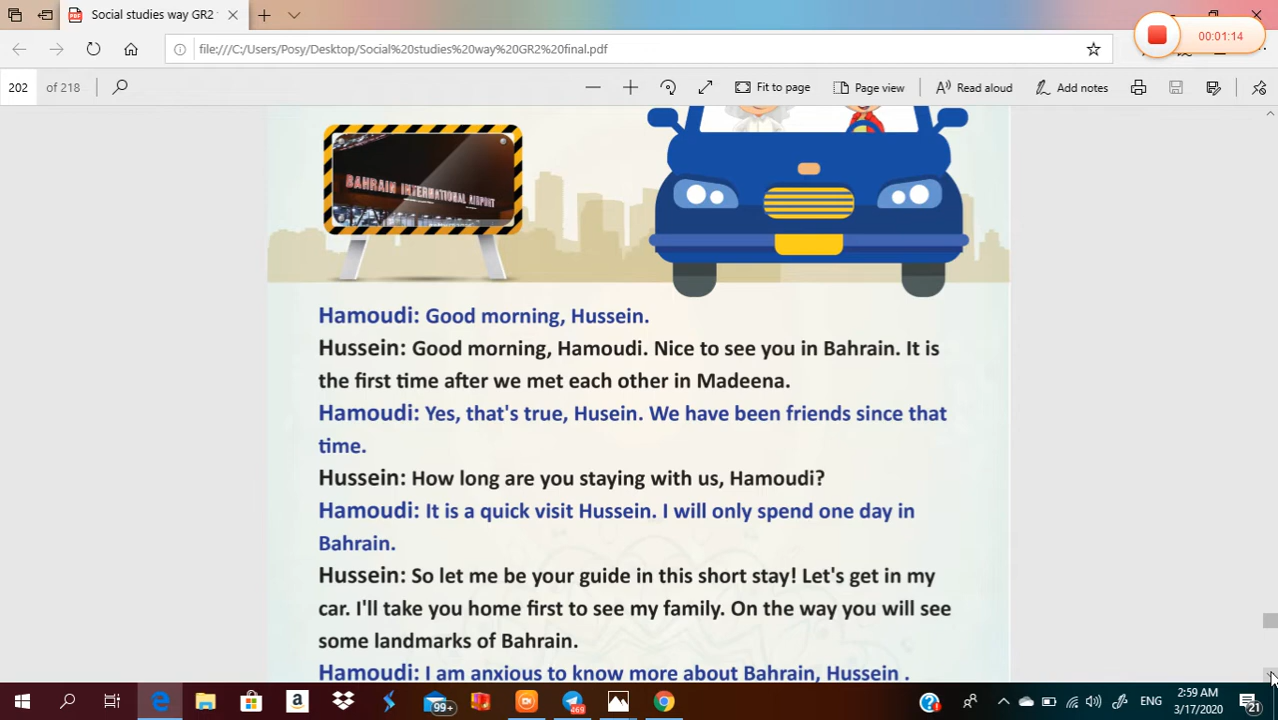 Social studies way GR2
00:01:14
file:///C:/Users/Posy/Desktop/Social%20studies%20way%20GR2%20final.pdf
202 of 218
Fit to page
Page view
Read aloud
Add notes
BAHRAIN INTERNATIONAL AIRPORT
Hamoudi: Good morning, Hussein.
Hussein: Good morning, Hamoudi. Nice to see you in Bahrain. It is
the first time after we met each other in Madeena.
Hamoudi: Yes, that's true, Husein. We have been friends since that
time.
Hussein: How long are you staying with us, Hamoudi?
Hamoudi: It is a quick visit Hussein. I will only spend one day in
Bahrain.
Hussein: So let me be your guide in this short stay! Let's get in my
car. I'll take you home first to see my family. On the way you will see
some landmarks of Bahrain.
Hamoudi: I am anxious to know more about Bahrain, Hussein .
99+
469
ENG
2:59 AM
3/17/2020
21